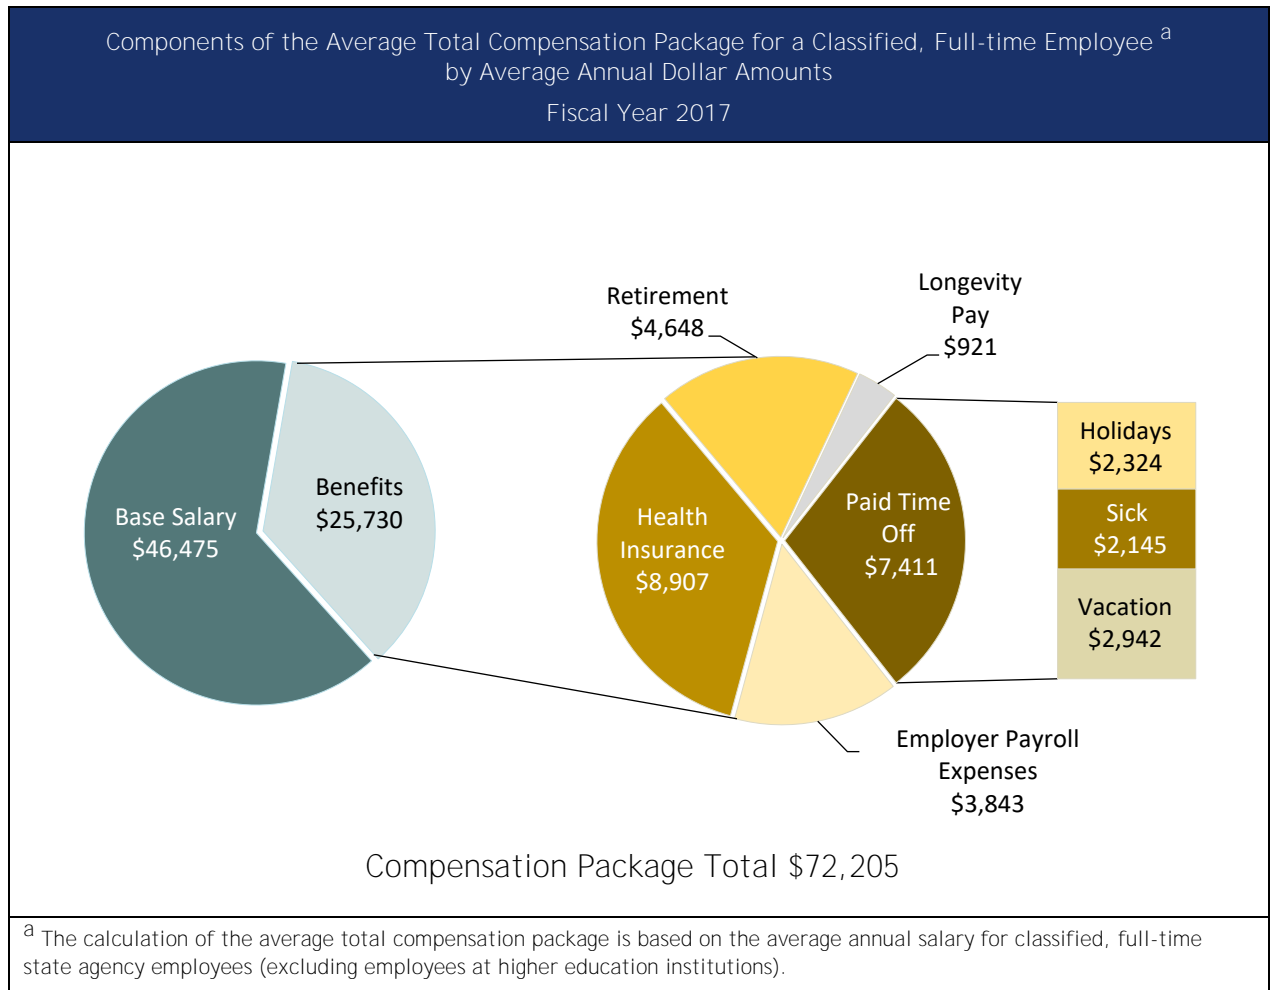 Components of the Average Total Compensation Package for a Classified, Full-time Employee a
by Average Annual Dollar Amounts
Fiscal Year 2017
Retirement
$4,648
Longevity
Pay
$921
Base Salary
$46,475
Benefits
$25,730
Health
Insurance
$8,907
Paid Time
Off
$7,411
Holidays
$2,324
Sick
$2,145
Vacation
$2,942
Employer Payroll
Expenses
$3,843
Compensation Package Total $72,205
a The calculation of the average total compensation package is based on the average annual salary for classified, full-time
state agency employees (excluding employees at higher education institutions).